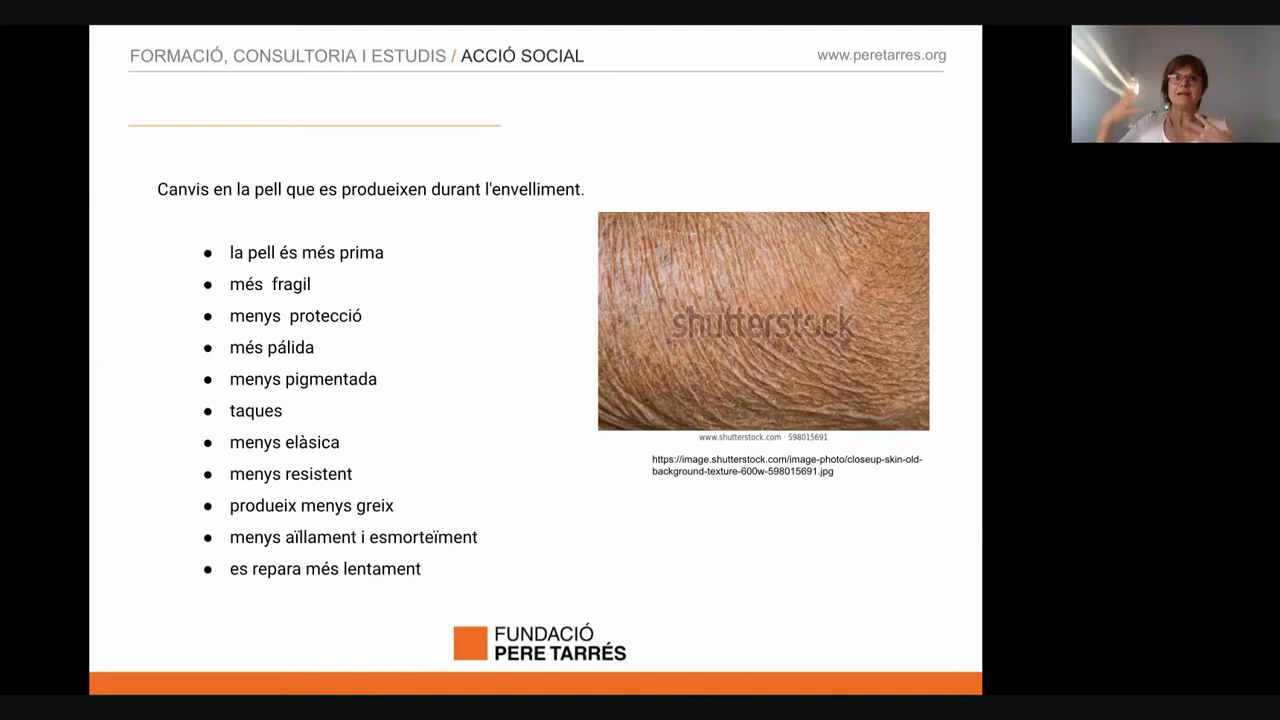 FORMACIÓ, CONSULTORIA I ESTUDIS / ACCIÓ SOCIAL
www.peretarres.org
Canvis en la pell que es produeixen durant l'envelliment.
● la pell és més prima
● més fragil
● menys protecció
● més pálida
● menys pigmentada
● taques
● menys elàsica
● menys resistent
● produeix menys greix
● menys aïllament i esmorteïment
● es repara més lentament
shutterstock
www.shutterstock.com · 598015691
https://image.shutterstock.com/image-photo/closeup-skin-old-
background-texture-600w-598015691.jpg
FUNDACIÓ
PERE TARRÉS